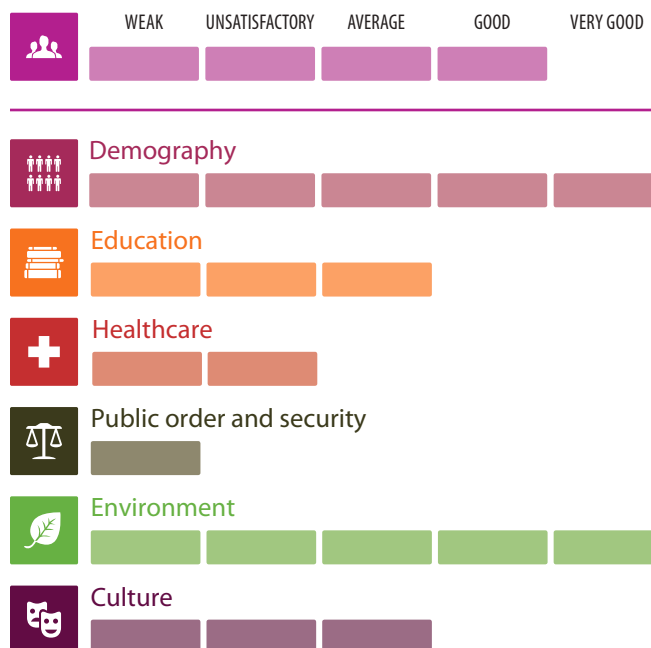 WEAK UNSATISFACTORY AVERAGE GOOD VERY GOOD
Demography
Education
Healthcare
Public order and security
Environment
Culture